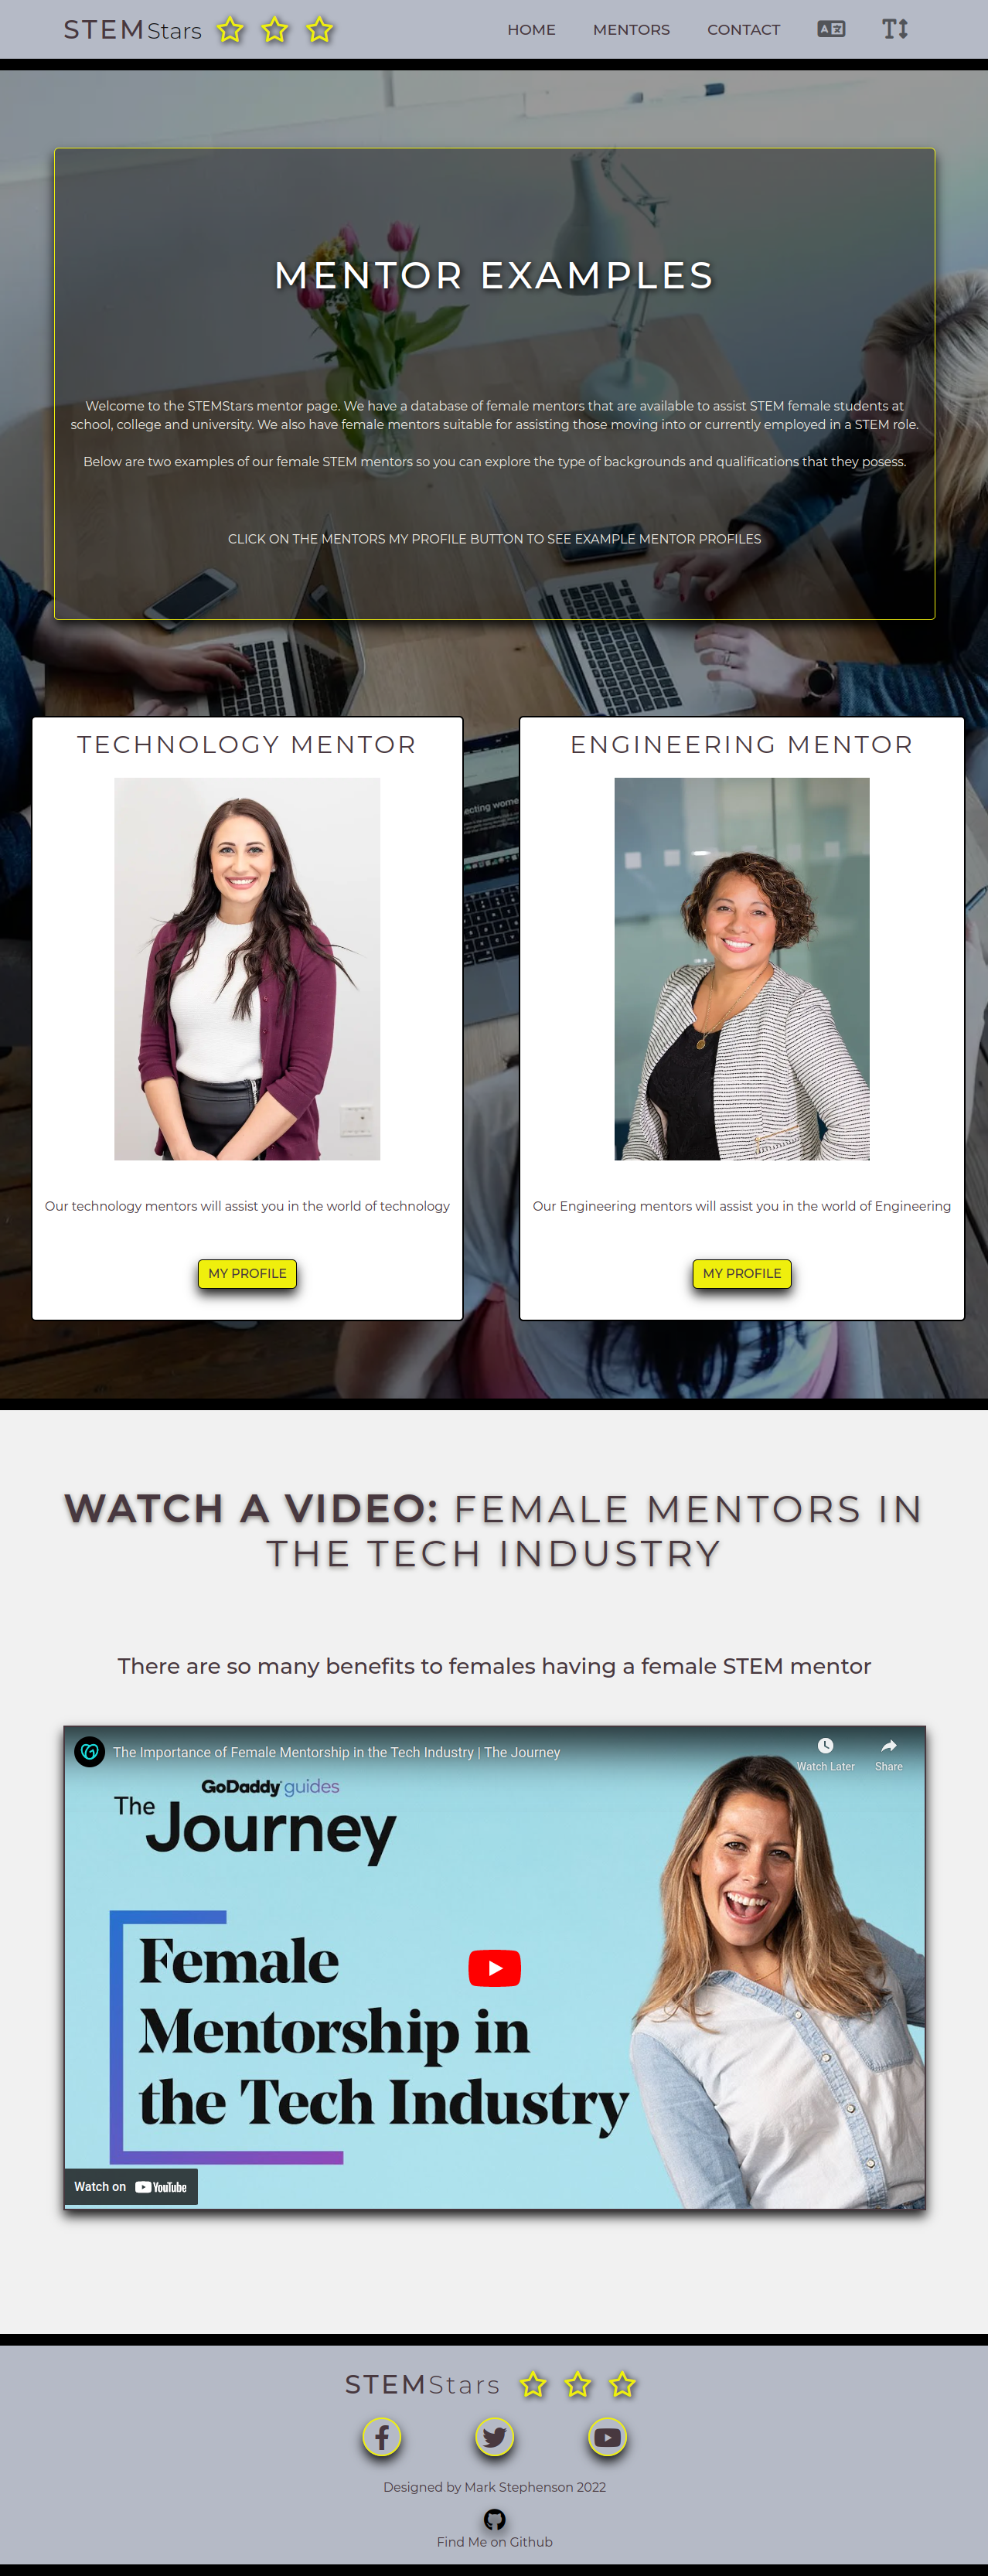 STEMStars
HOME
MENTORS
CONTACT
MENTOR EXAMPLES
Welcome to the STEMStars mentor page. We have a database of female mentors that are available to assist STEM female students at
school, college and university. We also have female mentors suitable for assisting those moving into or currently employed in a STEM role.
Below are two examples of our female STEM mentors so you can explore the type of backgrounds and qualifications that they posess.
CLICK ON THE MENTORS MY PROFILE BUTTON TO SEE EXAMPLE MENTOR PROFILES
TECHNOLOGY MENTOR
Our technology mentors will assist you in the world of technology
MY PROFILE
ENGINEERING MENTOR
Our Engineering mentors will assist you in the world of Engineering
MY PROFILE
WATCH A VIDEO: FEMALE MENTORS IN
THE TECH INDUSTRY
There are so many benefits to females having a female STEM mentor
The Importance of Female Mentorship in the Tech Industry | The Journey
Watch Later
Share
GoDaddy guides
The
Journey
Female
Mentorship in
the Tech Industry
Watch on YouTube
STEMStars
Designed by Mark Stephenson 2022
Find Me on Github